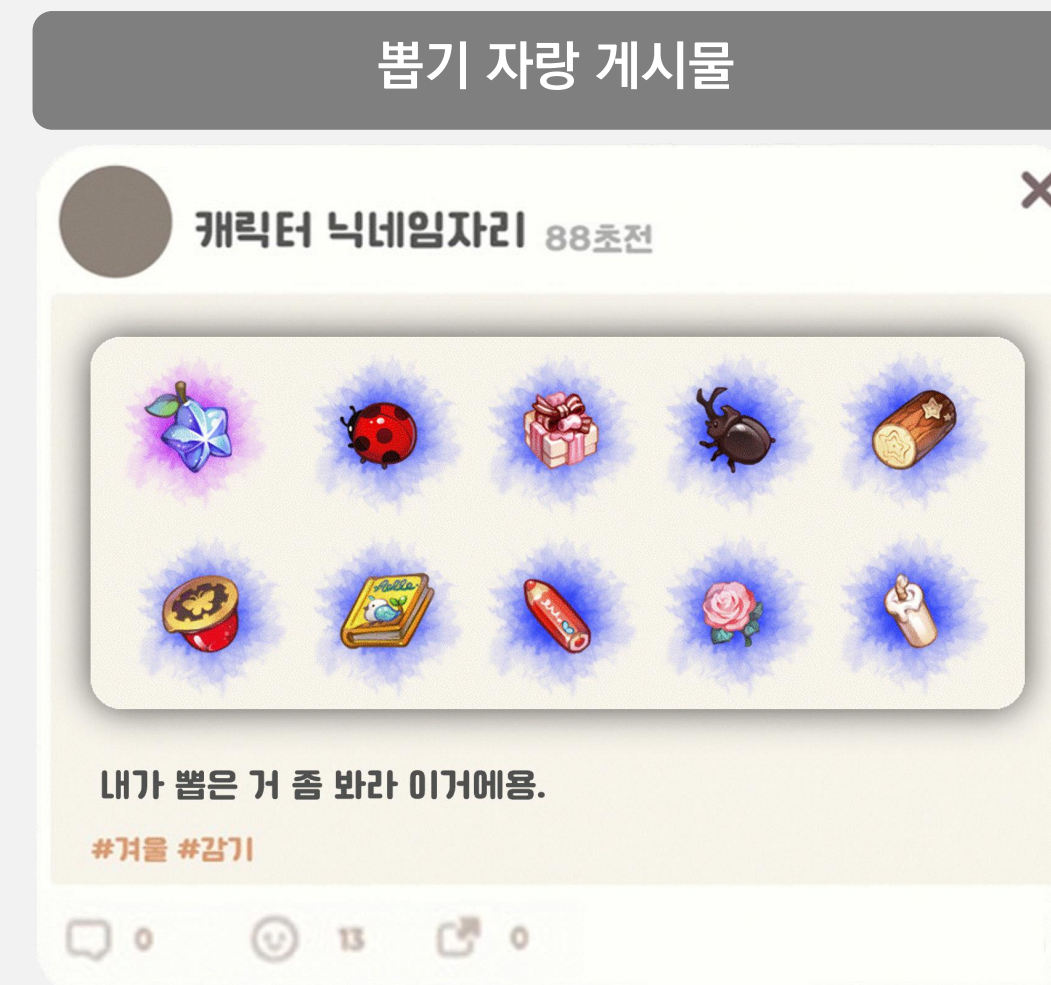 뽑기 자랑 게시물
캐릭터 닉네임자리 88초전
내가 뽑은 거 좀 봐라 이거에용.
#겨울 #감기
0 13 0